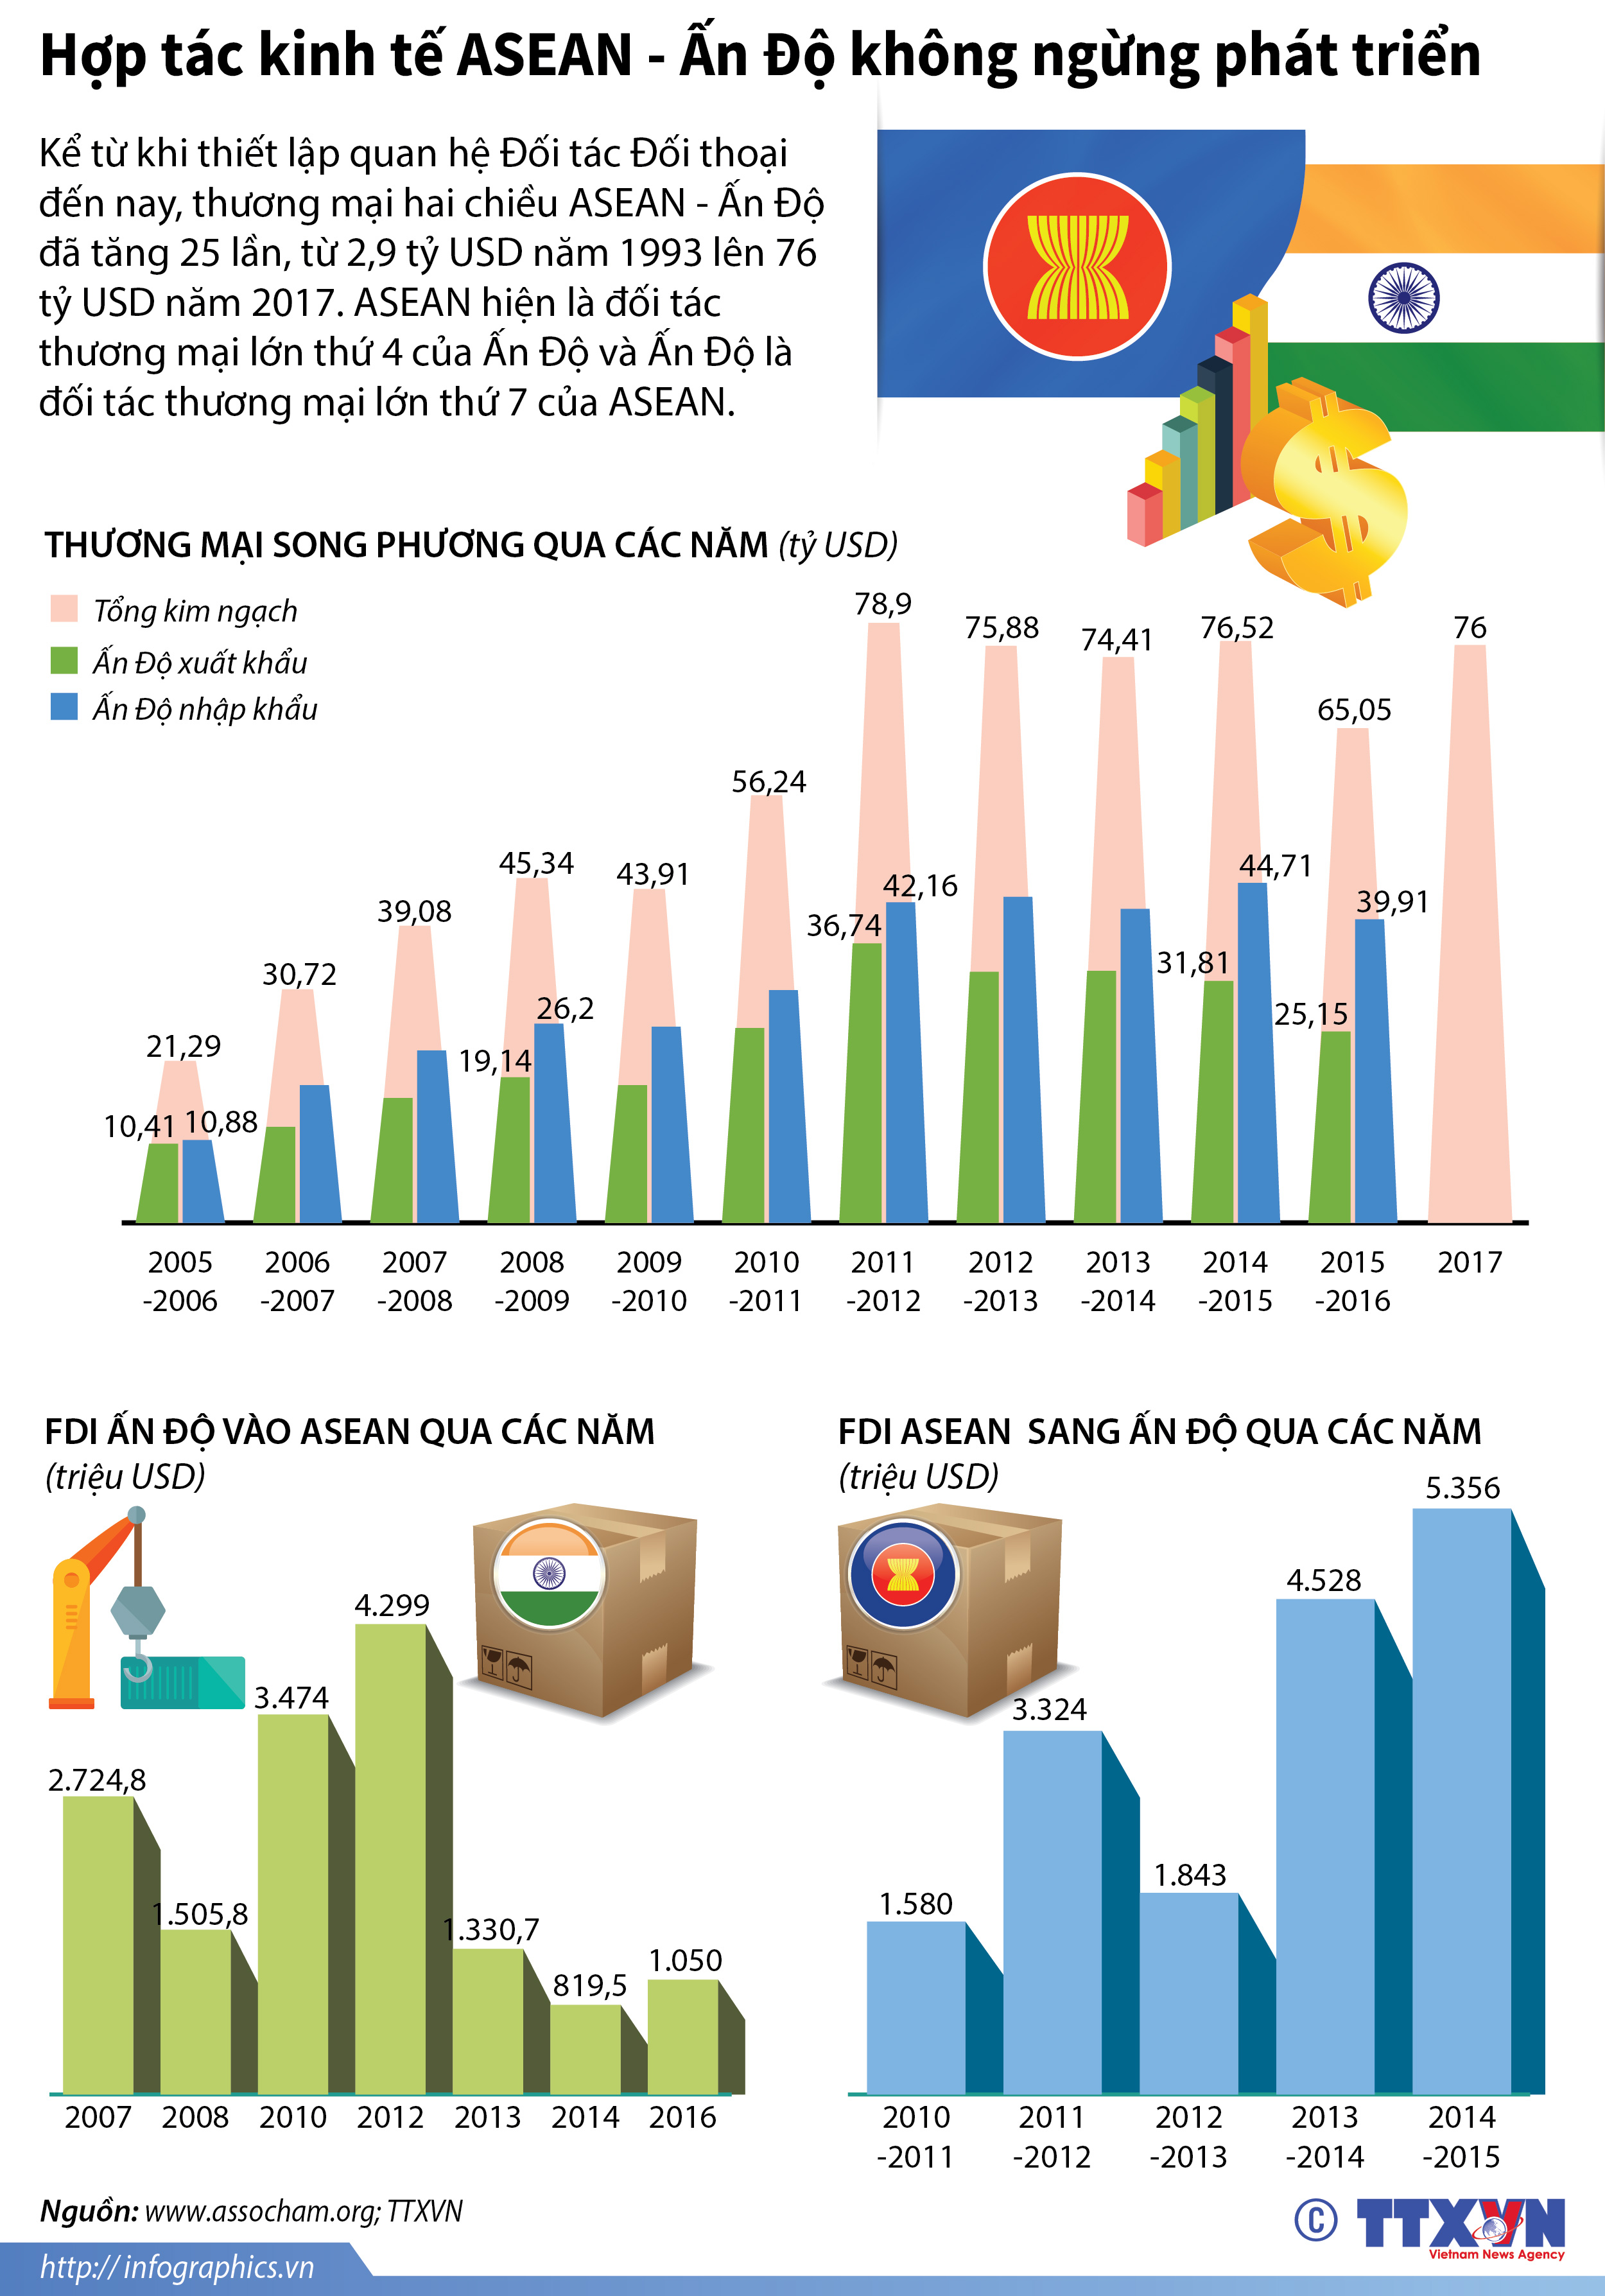 Hợp tác kinh tế ASEAN - Ấn Độ không ngừng phát triển
Kể từ khi thiết lập quan hệ Đối tác Đối thoại
đến nay, thương mại hai chiều ASEAN - Ấn Độ
đã tăng 25 lần, từ 2,9 tỷ USD năm 1993 lên 76
tỷ USD năm 2017. ASEAN hiện là đối tác
thương mại lớn thứ 4 của Ấn Độ và Ấn Độ là
đối tác thương mại lớn thứ 7 của ASEAN.
THƯƠNG MẠI SONG PHƯƠNG QUA CÁC NĂM (tỷ USD)
Tổng kim ngạch
Ấn Độ xuất khẩu
Ấn Độ nhập khẩu
21,29
10,41 10,88
30,72
39,08
45,34
19,14
26,2
43,91
56,24
78,9
36,74
42,16
75,88
74,41
76,52
31,81
44,71
65,05
25,15
39,91
76
2005 2006 2007 2008 2009 2010 2011 2012 2013 2014 2015 2017
-2006 -2007 -2008 -2009 -2010 -2011 -2012 -2013 -2014 -2015 -2016
FDI ẤN ĐỘ VÀO ASEAN QUA CÁC NĂM
(triệu USD)
2.724,8
1.505,8
3.474
4.299
1.330,7
819,5
1.050
2007 2008 2010 2012 2013 2014 2016
FDI ASEAN SANG ẤN ĐỘ QUA CÁC NĂM
(triệu USD)
1.580
3.324
1.843
4.528
5.356
2010 2011 2012 2013 2014
-2011 -2012 -2013 -2014 -2015
Nguồn: www.assocham.org; TTXVN
© TTXVN
Vietnam News Agency
http:// infographics.vn